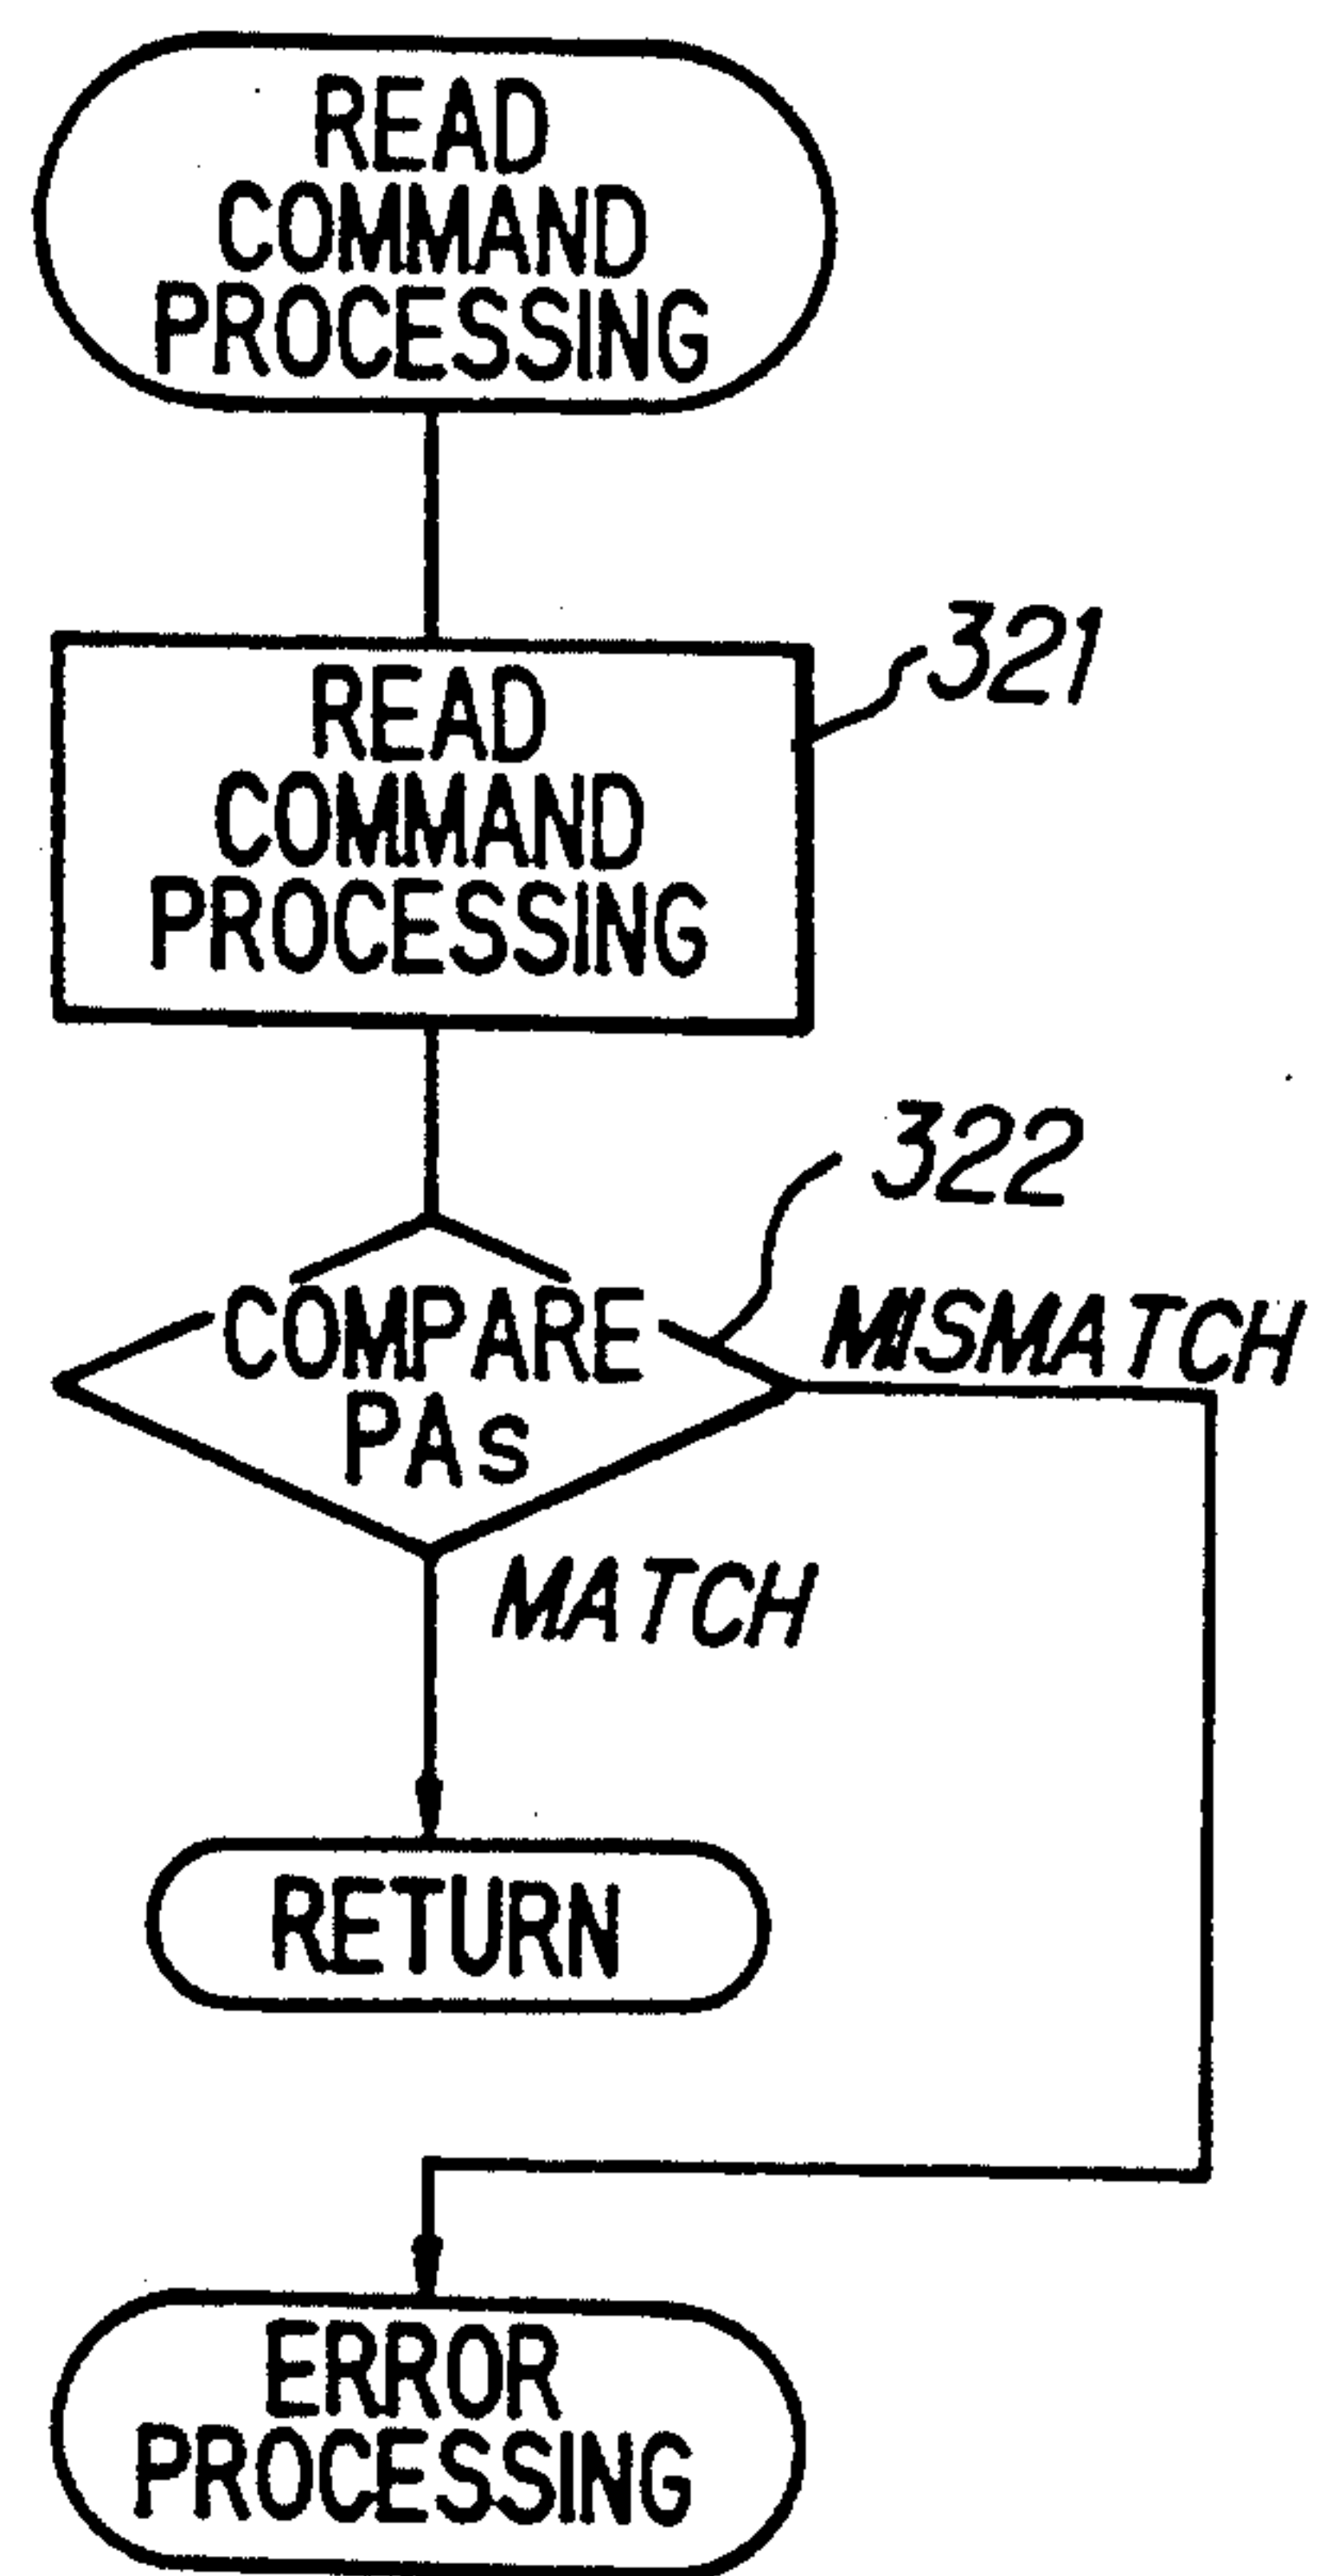 READ
COMMAND
PROCESSING
READ
COMMAND
PROCESSING
321
322
COMPARE
PAs
MISMATCH
MATCH
RETURN
ERROR
PROCESSING